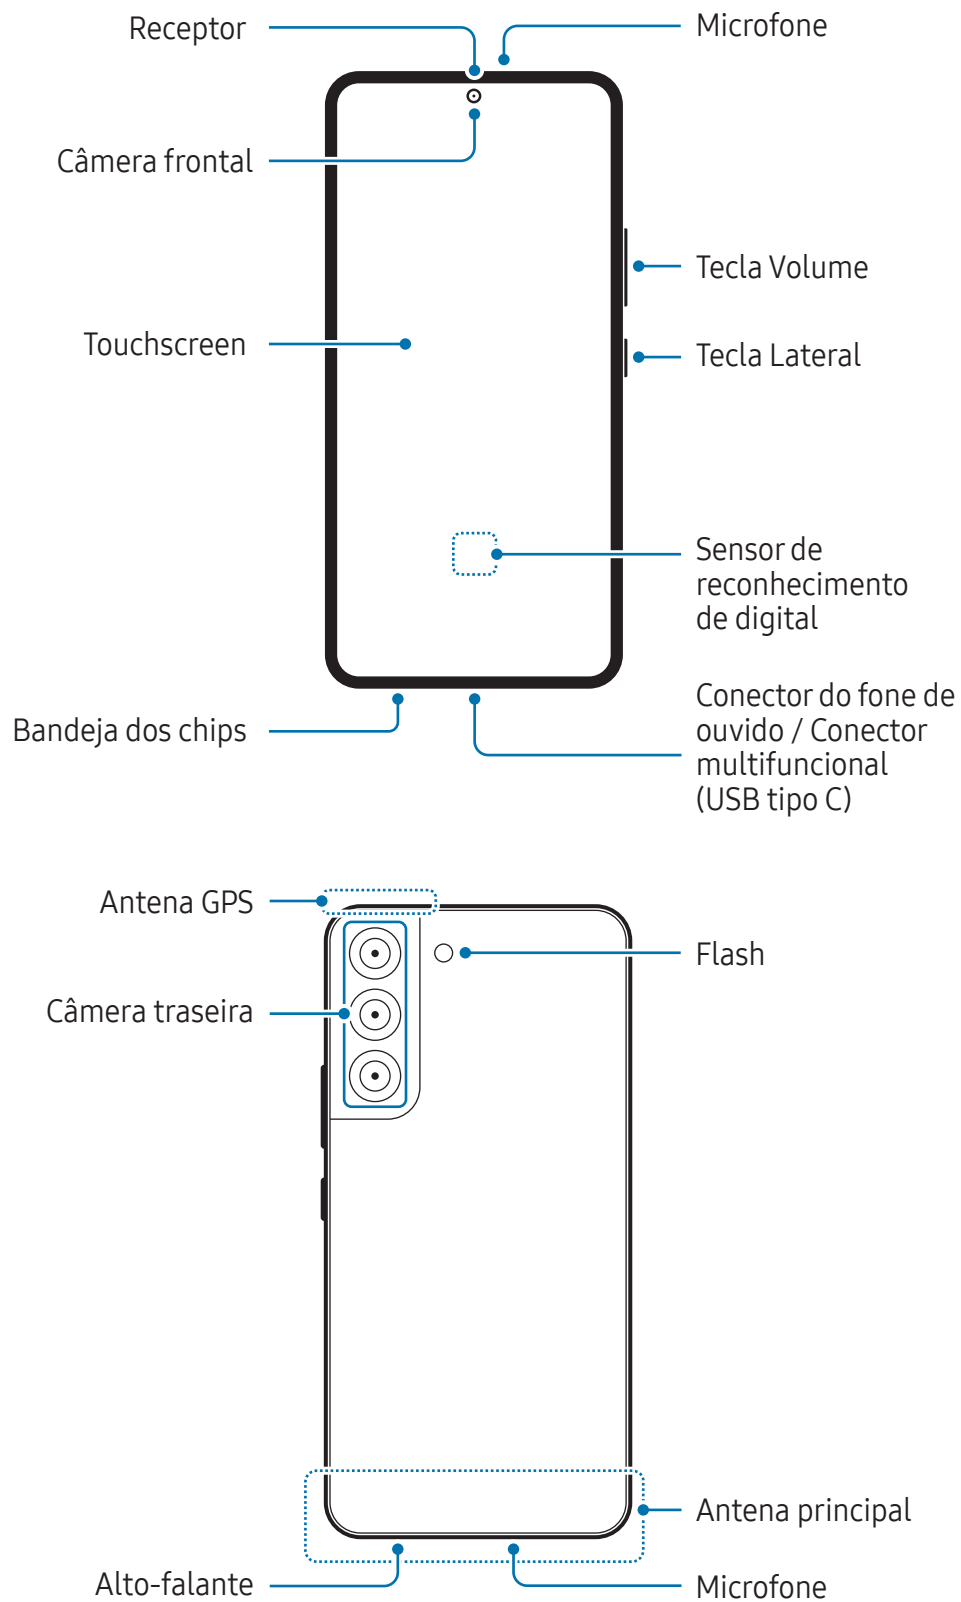 Receptor
Microfone
Câmera frontal
Tecla Volume
Touchscreen
Tecla Lateral
Sensor de
reconhecimento
de digital
Bandeja dos chips
Conector do fone de
ouvido / Conector
multifuncional
(USB tipo C)
Antena GPS
Flash
Câmera traseira
Antena principal
Alto-falante
Microfone